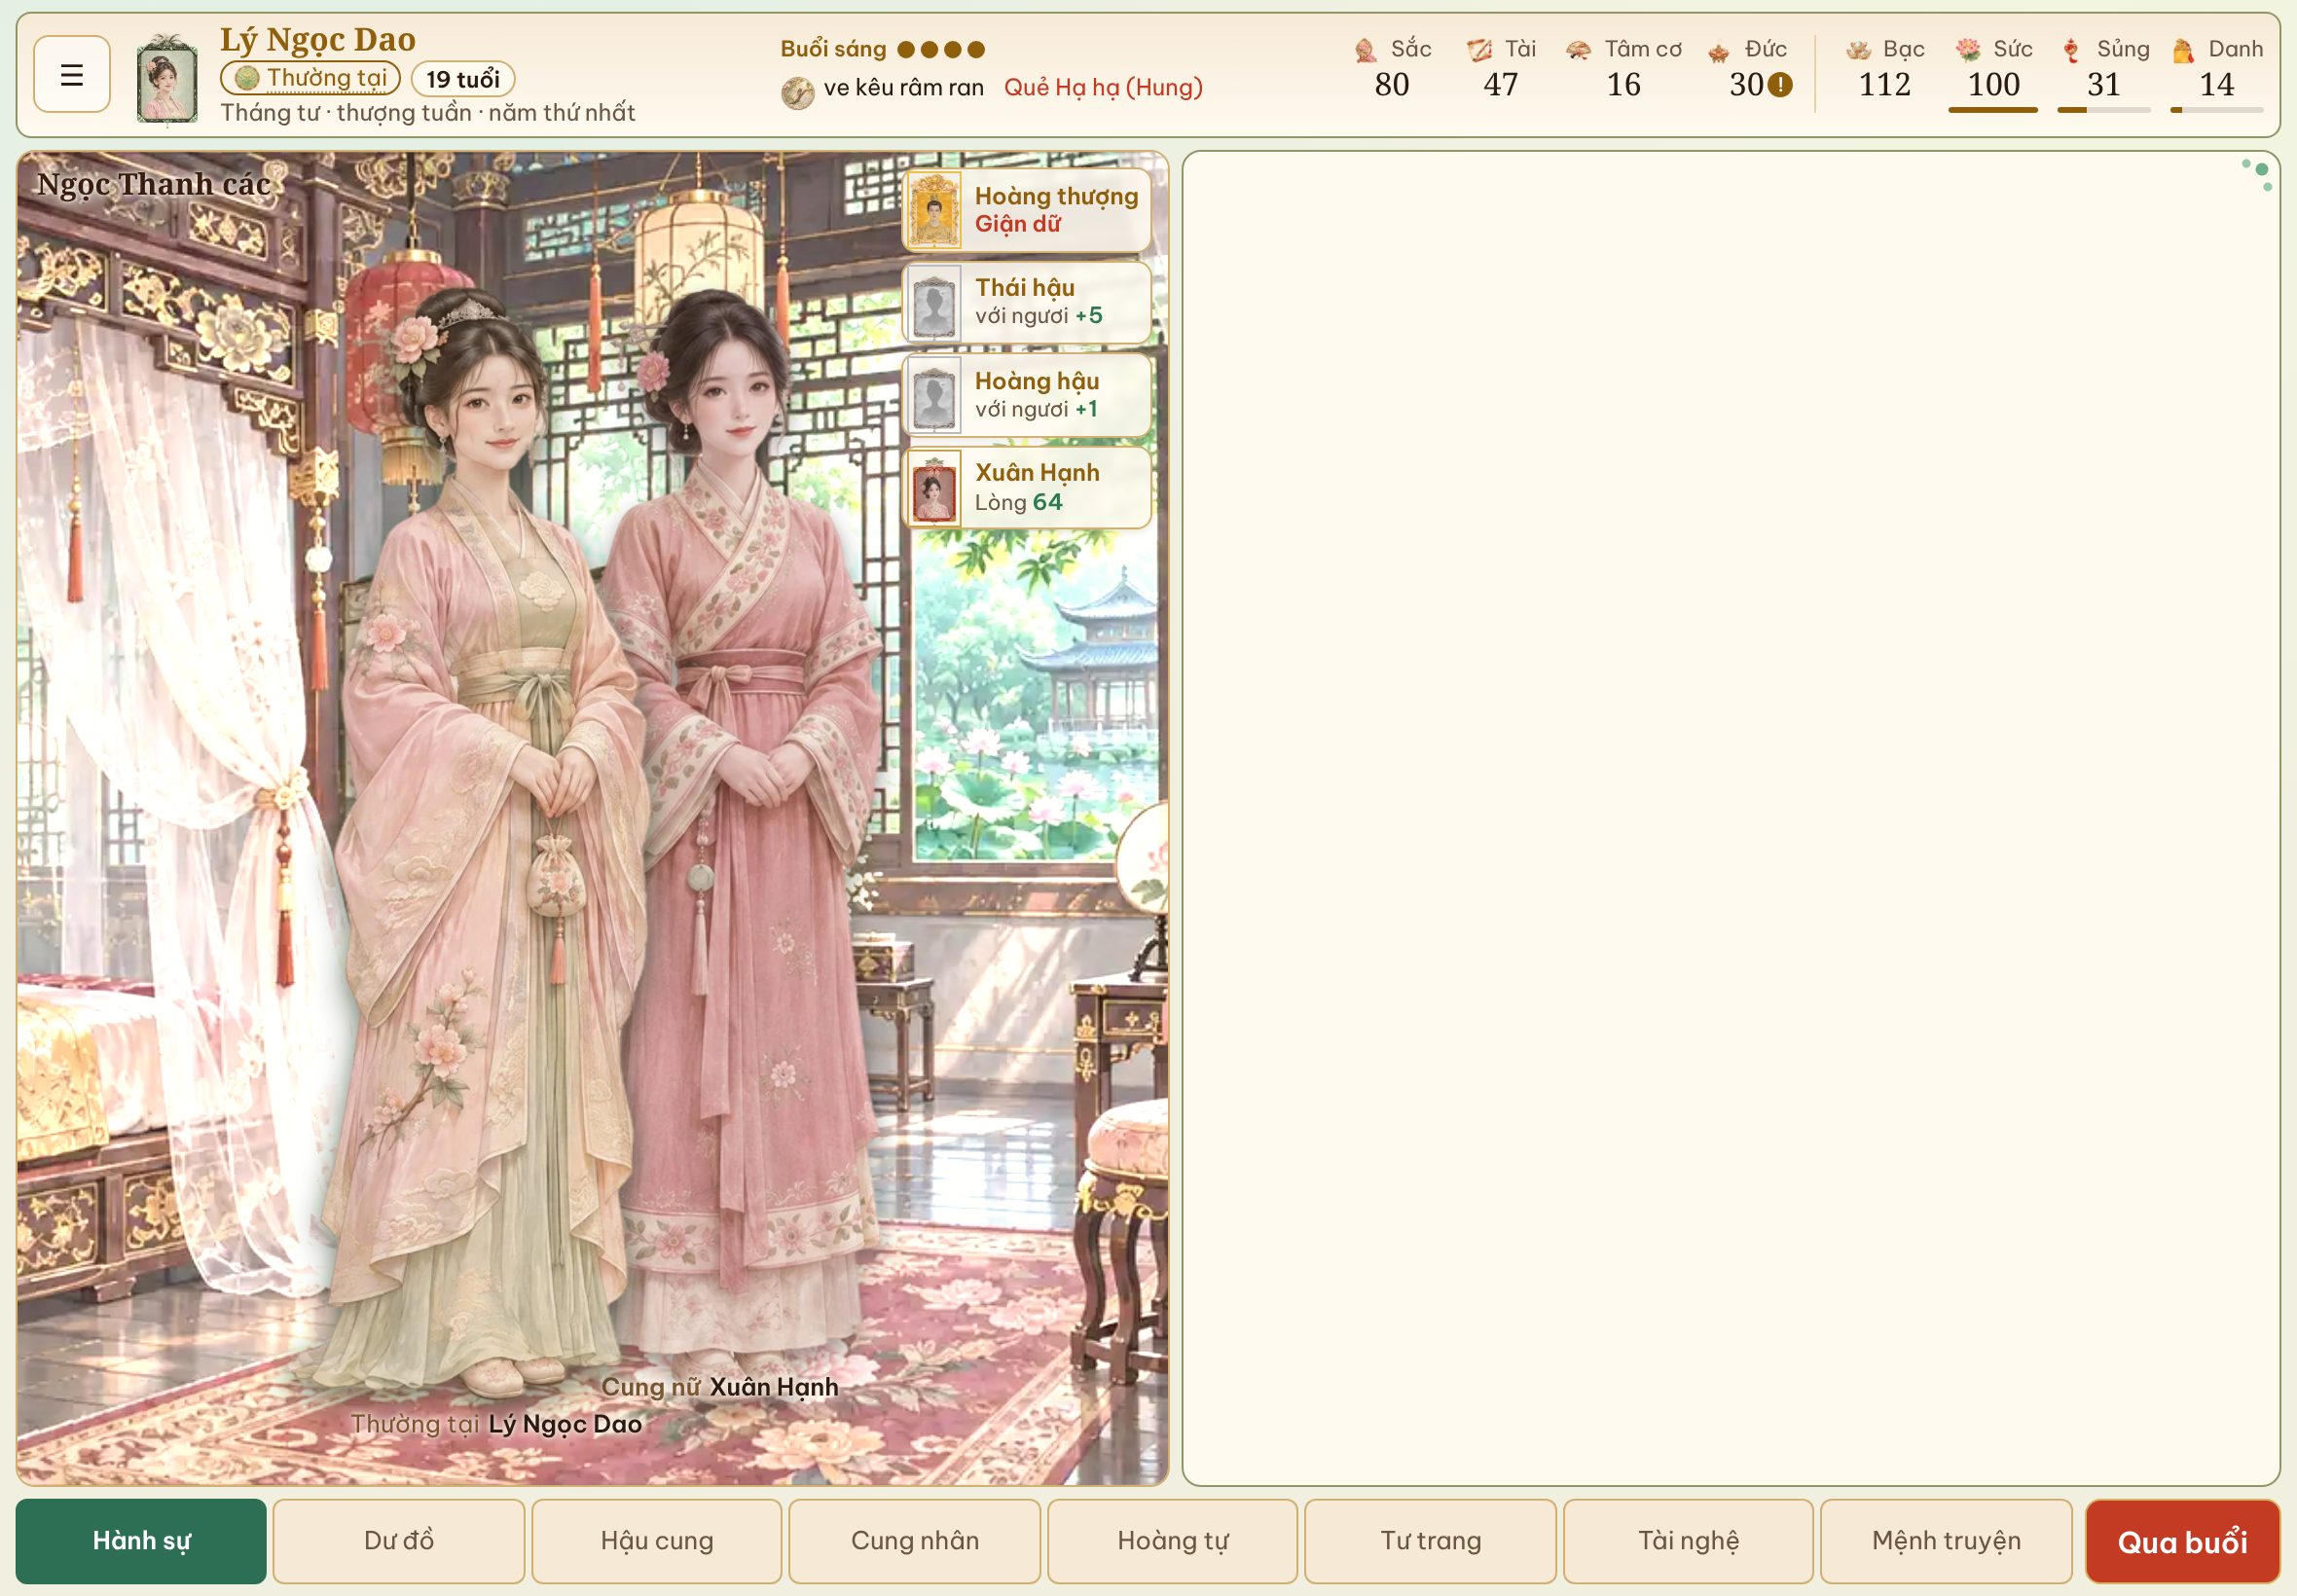 ☰
Lý Ngọc Dao
Thường tại 19 tuổi
Tháng tư · thượng tuần · năm thứ nhất
Buổi sáng
ve kêu râm ran Quẻ Hạ hạ (Hung)
Sắc Tài Tâm cơ Đức Bạc Sức Sủng Danh
80 47 16 30 ! 112 100 31 14
Ngọc Thanh các
Hoàng thượng
Giận dữ
Thái hậu
với ngươi +5
Hoàng hậu
với ngươi +1
Xuân Hạnh
Lòng 64
Cung nữ Xuân Hạnh
Thường tại Lý Ngọc Dao
Hành sự Dư đồ Hậu cung Cung nhân Hoàng tự Tư trang Tài nghệ Mệnh truyện Qua buổi